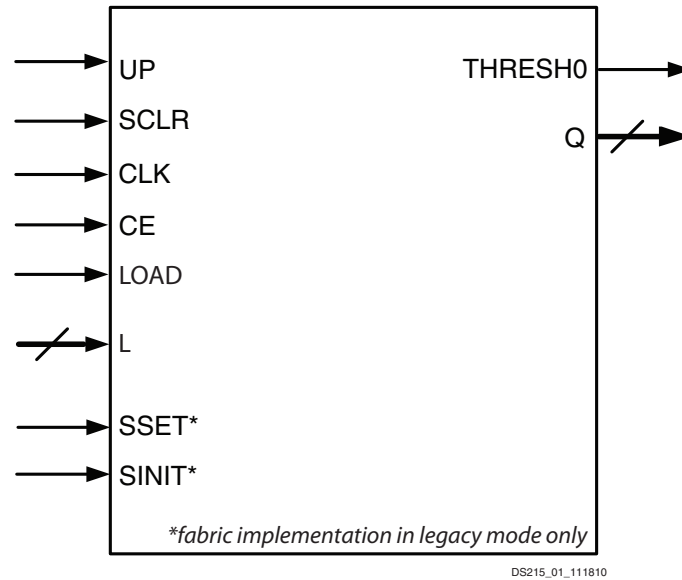 UP
THRESH0
SCLR
Q
CLK
CE
LOAD
L
SSET*
SINIT*
*fabric implementation in legacy mode only
DS215_01_111810